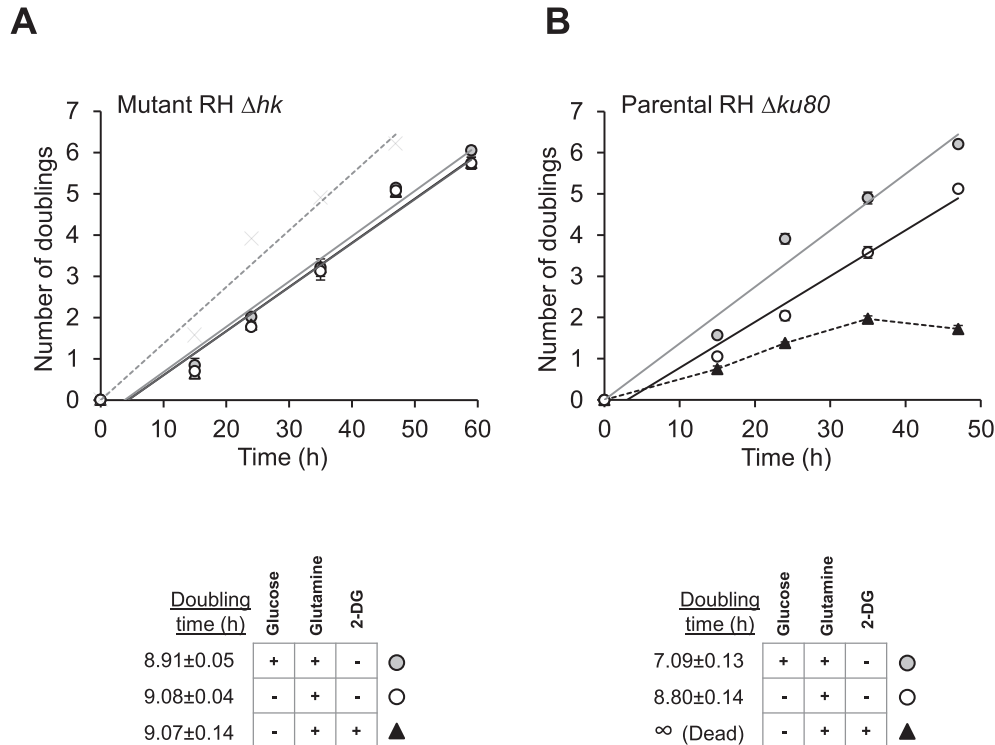 A
B
Mutant RH Δhk
Parental RH Δku80
Number of doublings
7
6
5
4
3
2
1
0
0 10 20 30 40 50 60
Time (h)
Number of doublings
7
6
5
4
3
2
1
0
0 10 20 30 40 50
Time (h)
Doubling time (h) Glucose Glutamine 2-DG
8.91±0.05 + + -
9.08±0.04 - + -
9.07±0.14 - + +
Doubling time (h) Glucose Glutamine 2-DG
7.09±0.13 + + -
8.80±0.14 - + -
∞ (Dead) - + +